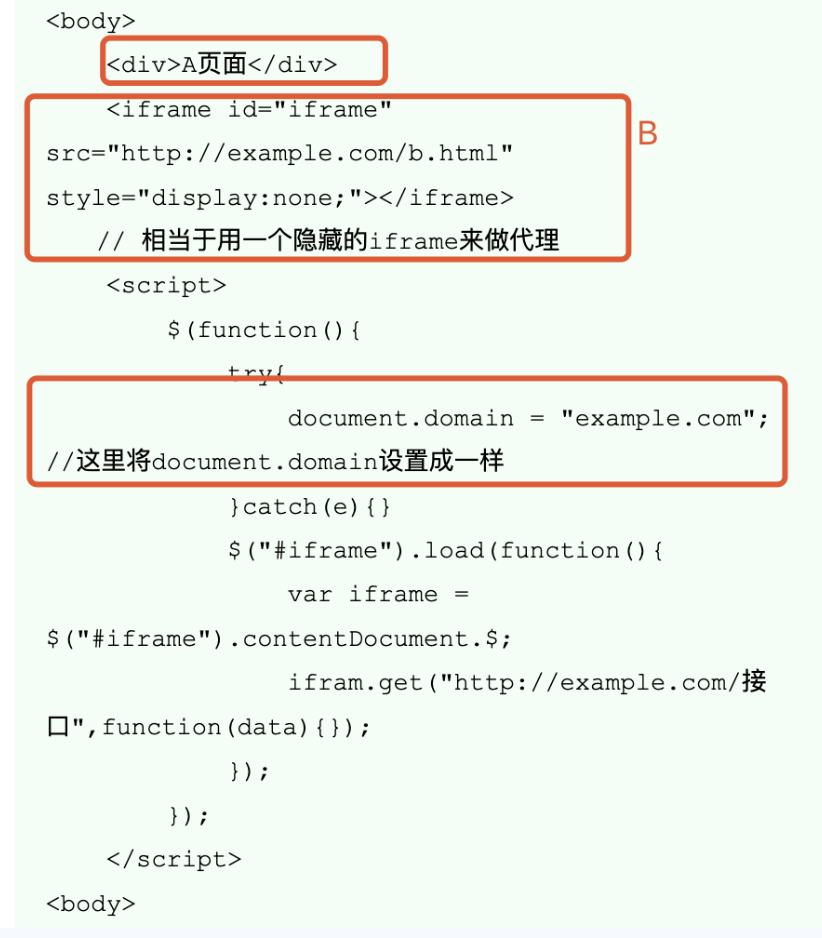 <body>
<div>A页面</div>
<iframe id="iframe"
B
src="http://example.com/b.html"
style="display:none;"></iframe>
// 相当于用一个隐藏的iframe来做代理
<script>
$(function(){
try{
document.domain = "example.com";
//这里将document.domain设置成一样
}catch(e){}
$("#iframe").load(function(){
var iframe =
$("#iframe").contentDocument.$;
ifram.get("http://example.com/接
口",function(data){});
});
});
</script>
<body>